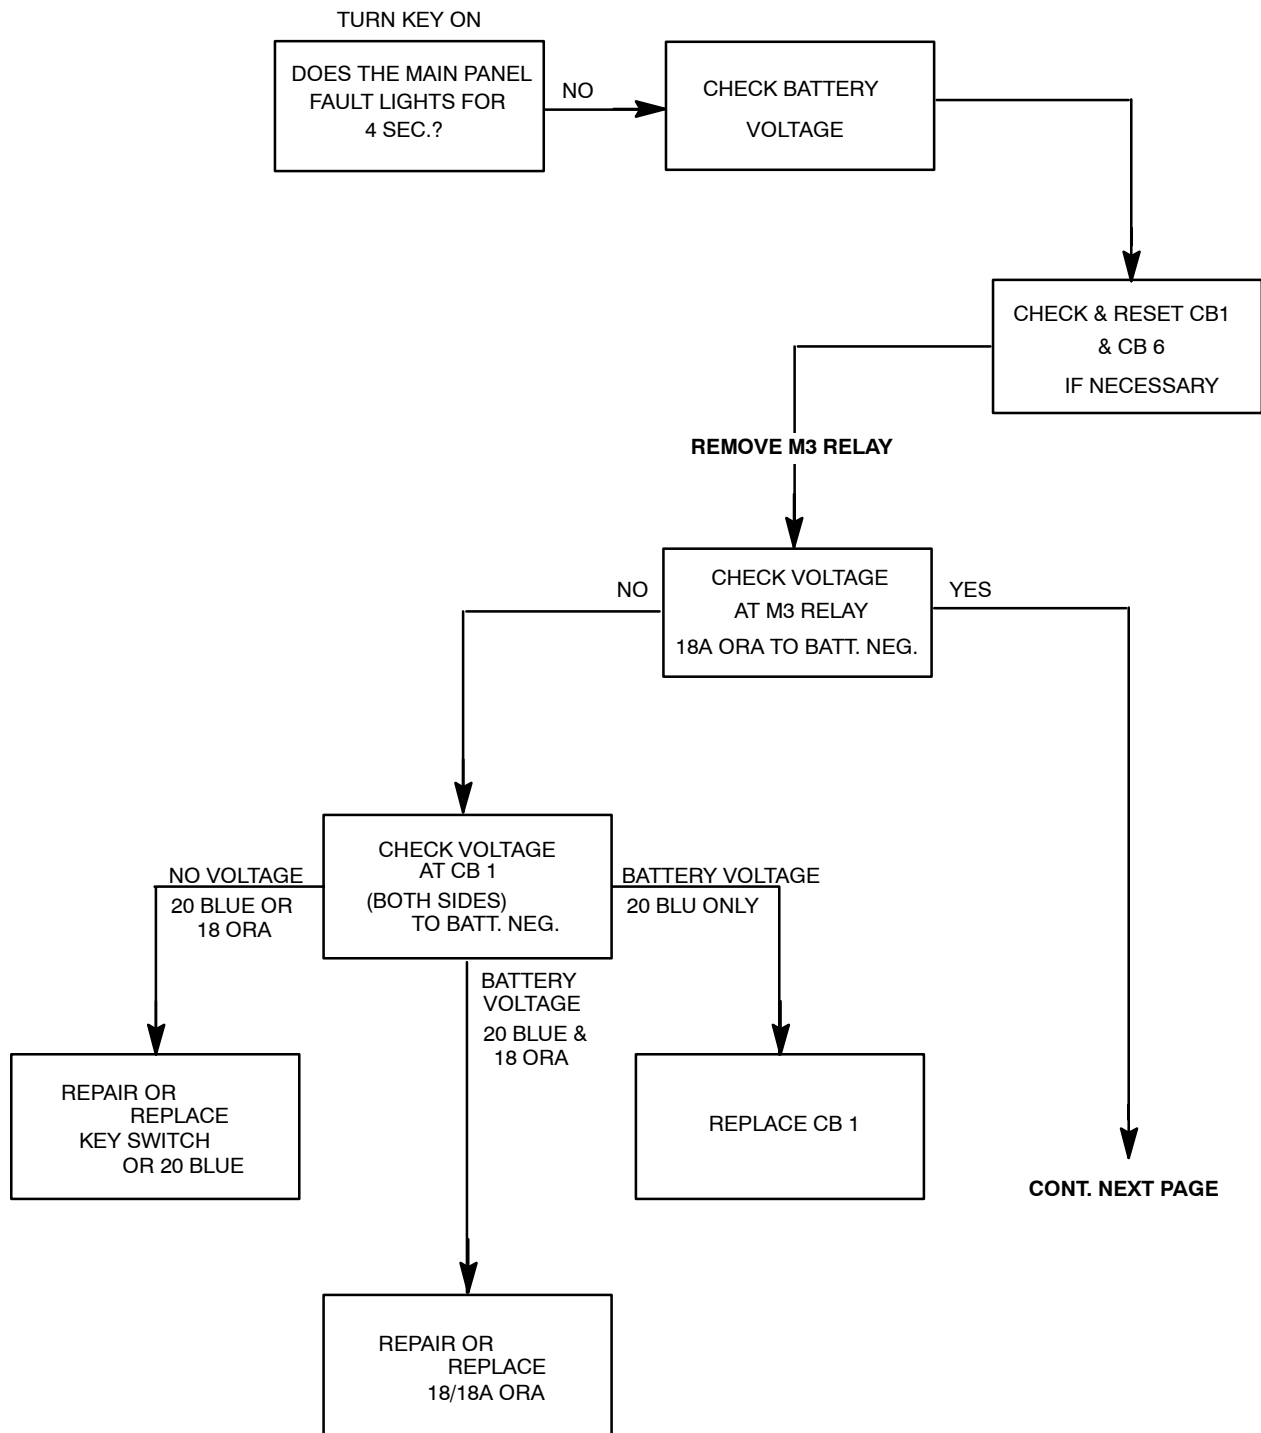 TURN KEY ON
DOES THE MAIN PANEL
FAULT LIGHTS FOR
4 SEC.?
NO
CHECK BATTERY
VOLTAGE
CHECK & RESET CB1
& CB 6
IF NECESSARY
REMOVE M3 RELAY
CHECK VOLTAGE
AT M3 RELAY
18A ORA TO BATT. NEG.
NO
YES
CHECK VOLTAGE
AT CB 1
(BOTH SIDES)
TO BATT. NEG.
NO VOLTAGE
20 BLUE OR
18 ORA
BATTERY VOLTAGE
20 BLU ONLY
BATTERY
VOLTAGE
20 BLUE &
18 ORA
REPAIR OR
REPLACE
KEY SWITCH
OR 20 BLUE
REPLACE CB 1
CONT. NEXT PAGE
REPAIR OR
REPLACE
18/18A ORA